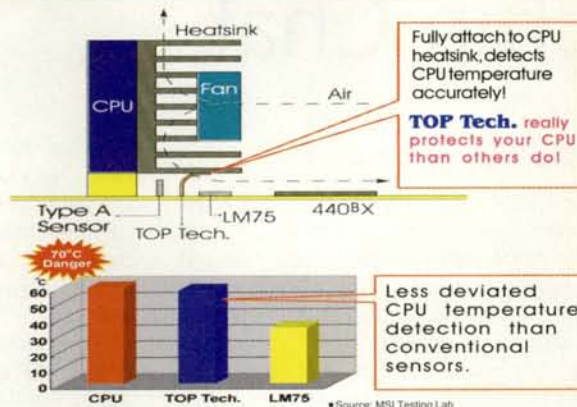 Heatsink
CPU
Fan
Air
Type A
Sensor
TOP Tech.
LM75
440BX
Fully attach to CPU
heatsink, detects
CPU temperature
accurately!
TOP Tech. really
protects your CPU
than others do!
70°C
Danger
°C
60
50
40
30
20
10
0
CPU
TOP Tech.
LM75
Less deviated
CPU temperature
detection than
conventional
sensors.
★Source: MSI Testing Lab